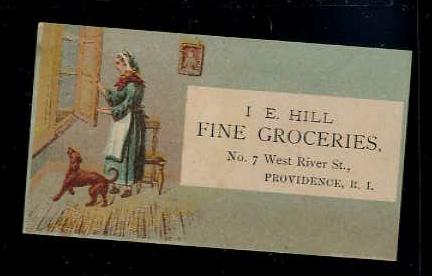 I E. HILL
FINE GROCERIES,
No. 7 West River St.,
PROVIDENCE, R. I.